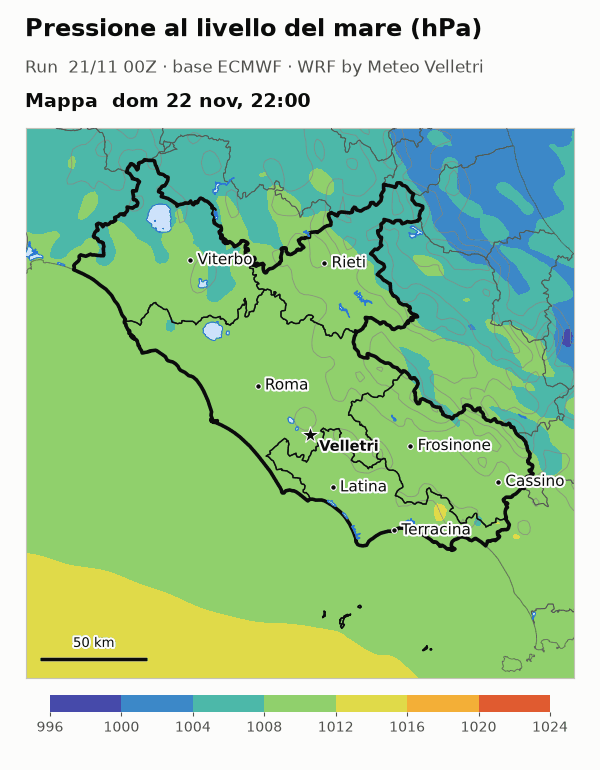 Pressione al livello del mare (hPa)
Run  21/11 00Z · base ECMWF · WRF by Meteo Velletri
Mappa  dom 22 nov, 22:00
Viterbo
Rieti
Roma
Velletri
Frosinone
Cassino
Latina
Terracina
50 km
996 1000 1004 1008 1012 1016 1020 1024